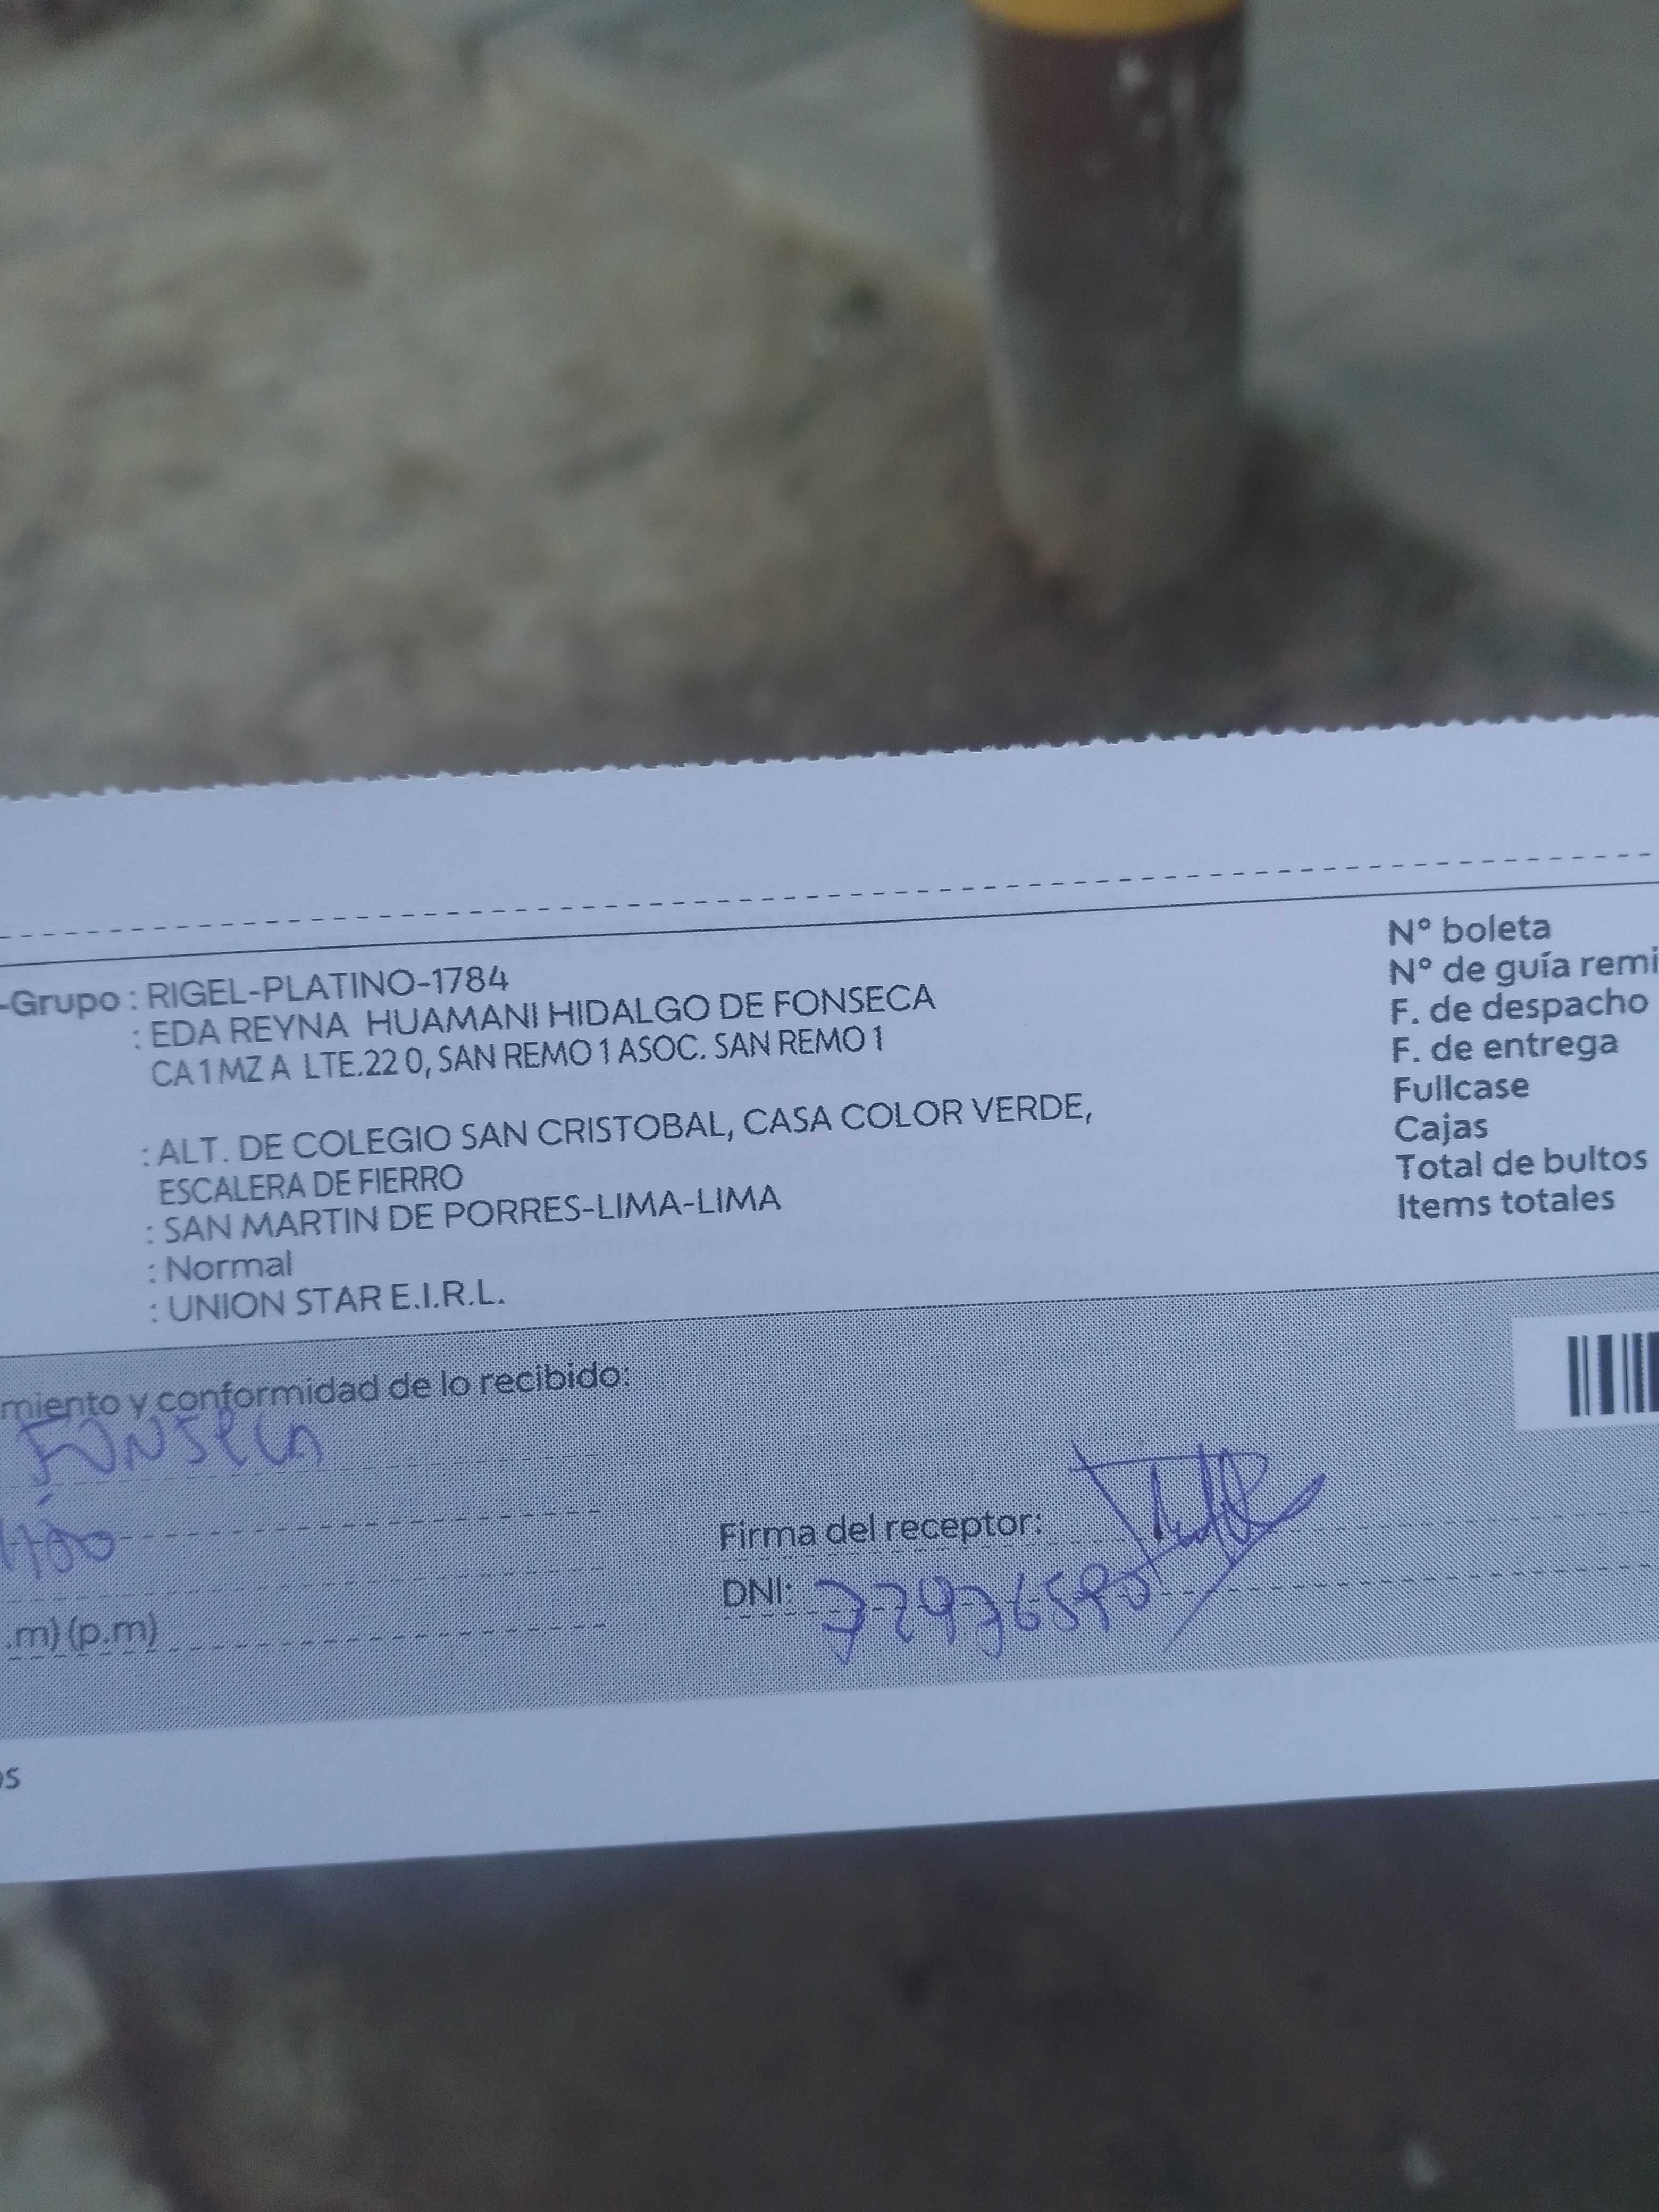 -Grupo : RIGEL-PLATINO-1784
: EDA REYNA HUAMANI HIDALGO DE FONSECA
CA 1 MZ A LTE.22 0, SAN REMO 1 ASOC. SAN REMO 1
: ALT. DE COLEGIO SAN CRISTOBAL, CASA COLOR VERDE,
ESCALERA DE FIERRO
: SAN MARTIN DE PORRES-LIMA-LIMA
: Normal
: UNION STAR E.I.R.L.
N° boleta
N° de guía remi
F. de despacho
F. de entrega
Fullcase
Cajas
Total de bultos
Items totales
miento y conformidad de lo recibido:
Fonseca
Firma del receptor:
DNI: 72976590
.m) (p.m)
os